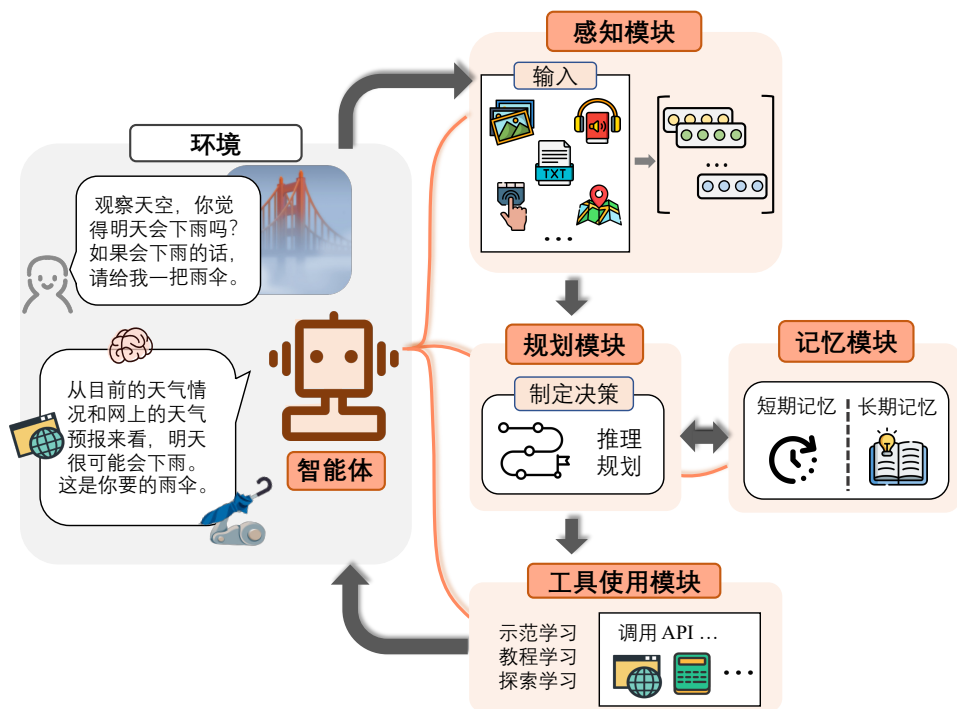 感知模块
输入
TXT
...
...
环境
观察天空，你觉
得明天会下雨吗?
如果会下雨的话，
请给我一把雨伞。
从目前的天气情
况和网上的天气
预报来看，明天
很可能会下雨。
这是你要的雨伞。
智能体
规划模块
制定决策
推理
规划
记忆模块
短期记忆
长期记忆
工具使用模块
示范学习
教程学习
探索学习
调用 API ...
...